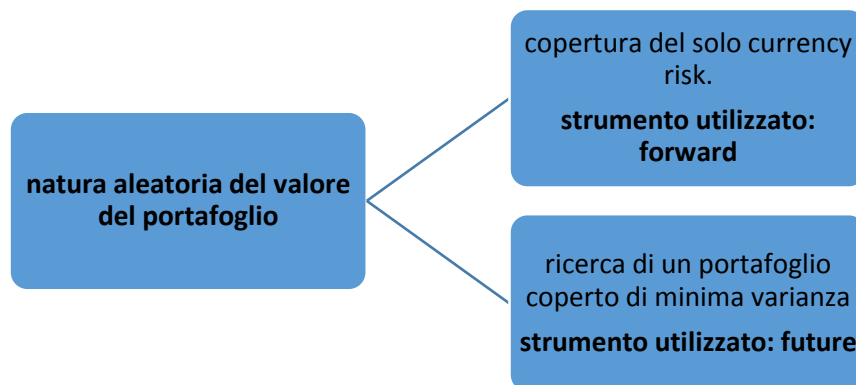 natura aleatoria del valore
del portafoglio
copertura del solo currency
risk.
strumento utilizzato:
forward
ricerca di un portafoglio
coperto di minima varianza
strumento utilizzato: future